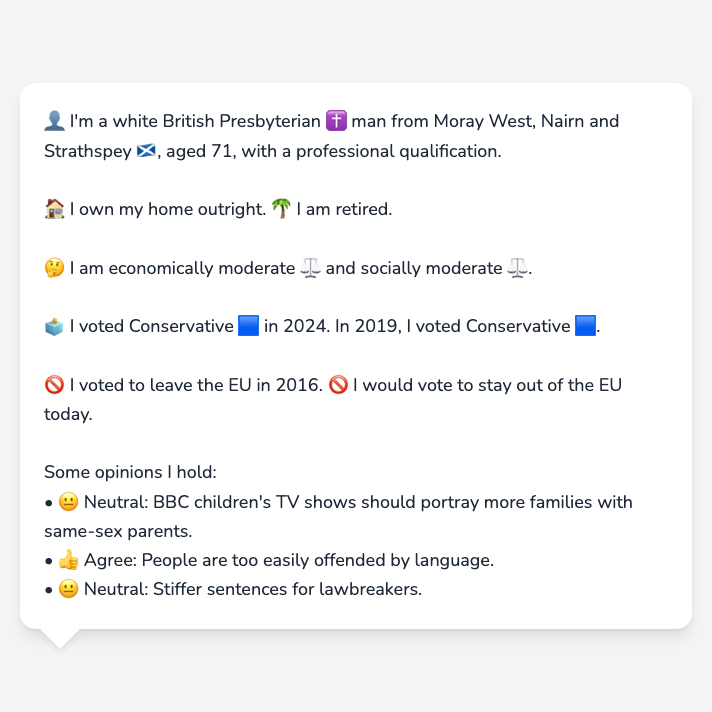 👤 I'm a white British Presbyterian ✝️ man from Moray West, Nairn and
Strathspey 🏴󠁧󠁢󠁳󠁣󠁴󠁿, aged 71, with a professional qualification.
🏠 I own my home outright. 🌴 I am retired.
🤔 I am economically moderate ⚖️ and socially moderate ⚖️.
🗳️ I voted Conservative 🟦 in 2024. In 2019, I voted Conservative 🟦.
🚫 I voted to leave the EU in 2016. 🚫 I would vote to stay out of the EU
today.
Some opinions I hold:
• 😐 Neutral: BBC children's TV shows should portray more families with
same-sex parents.
• 👍 Agree: People are too easily offended by language.
• 😐 Neutral: Stiffer sentences for lawbreakers.